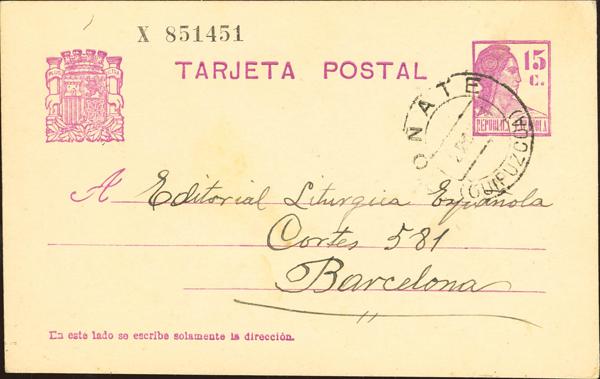 X 851451
TARJETA POSTAL
15
c.
REPUBLICA ESPAÑOLA
OÑATE
(GUIPUZCOA)
A Editorial Liturgica Española
Cortes 581
Barcelona
En este lado se escribe solamente la dirección.